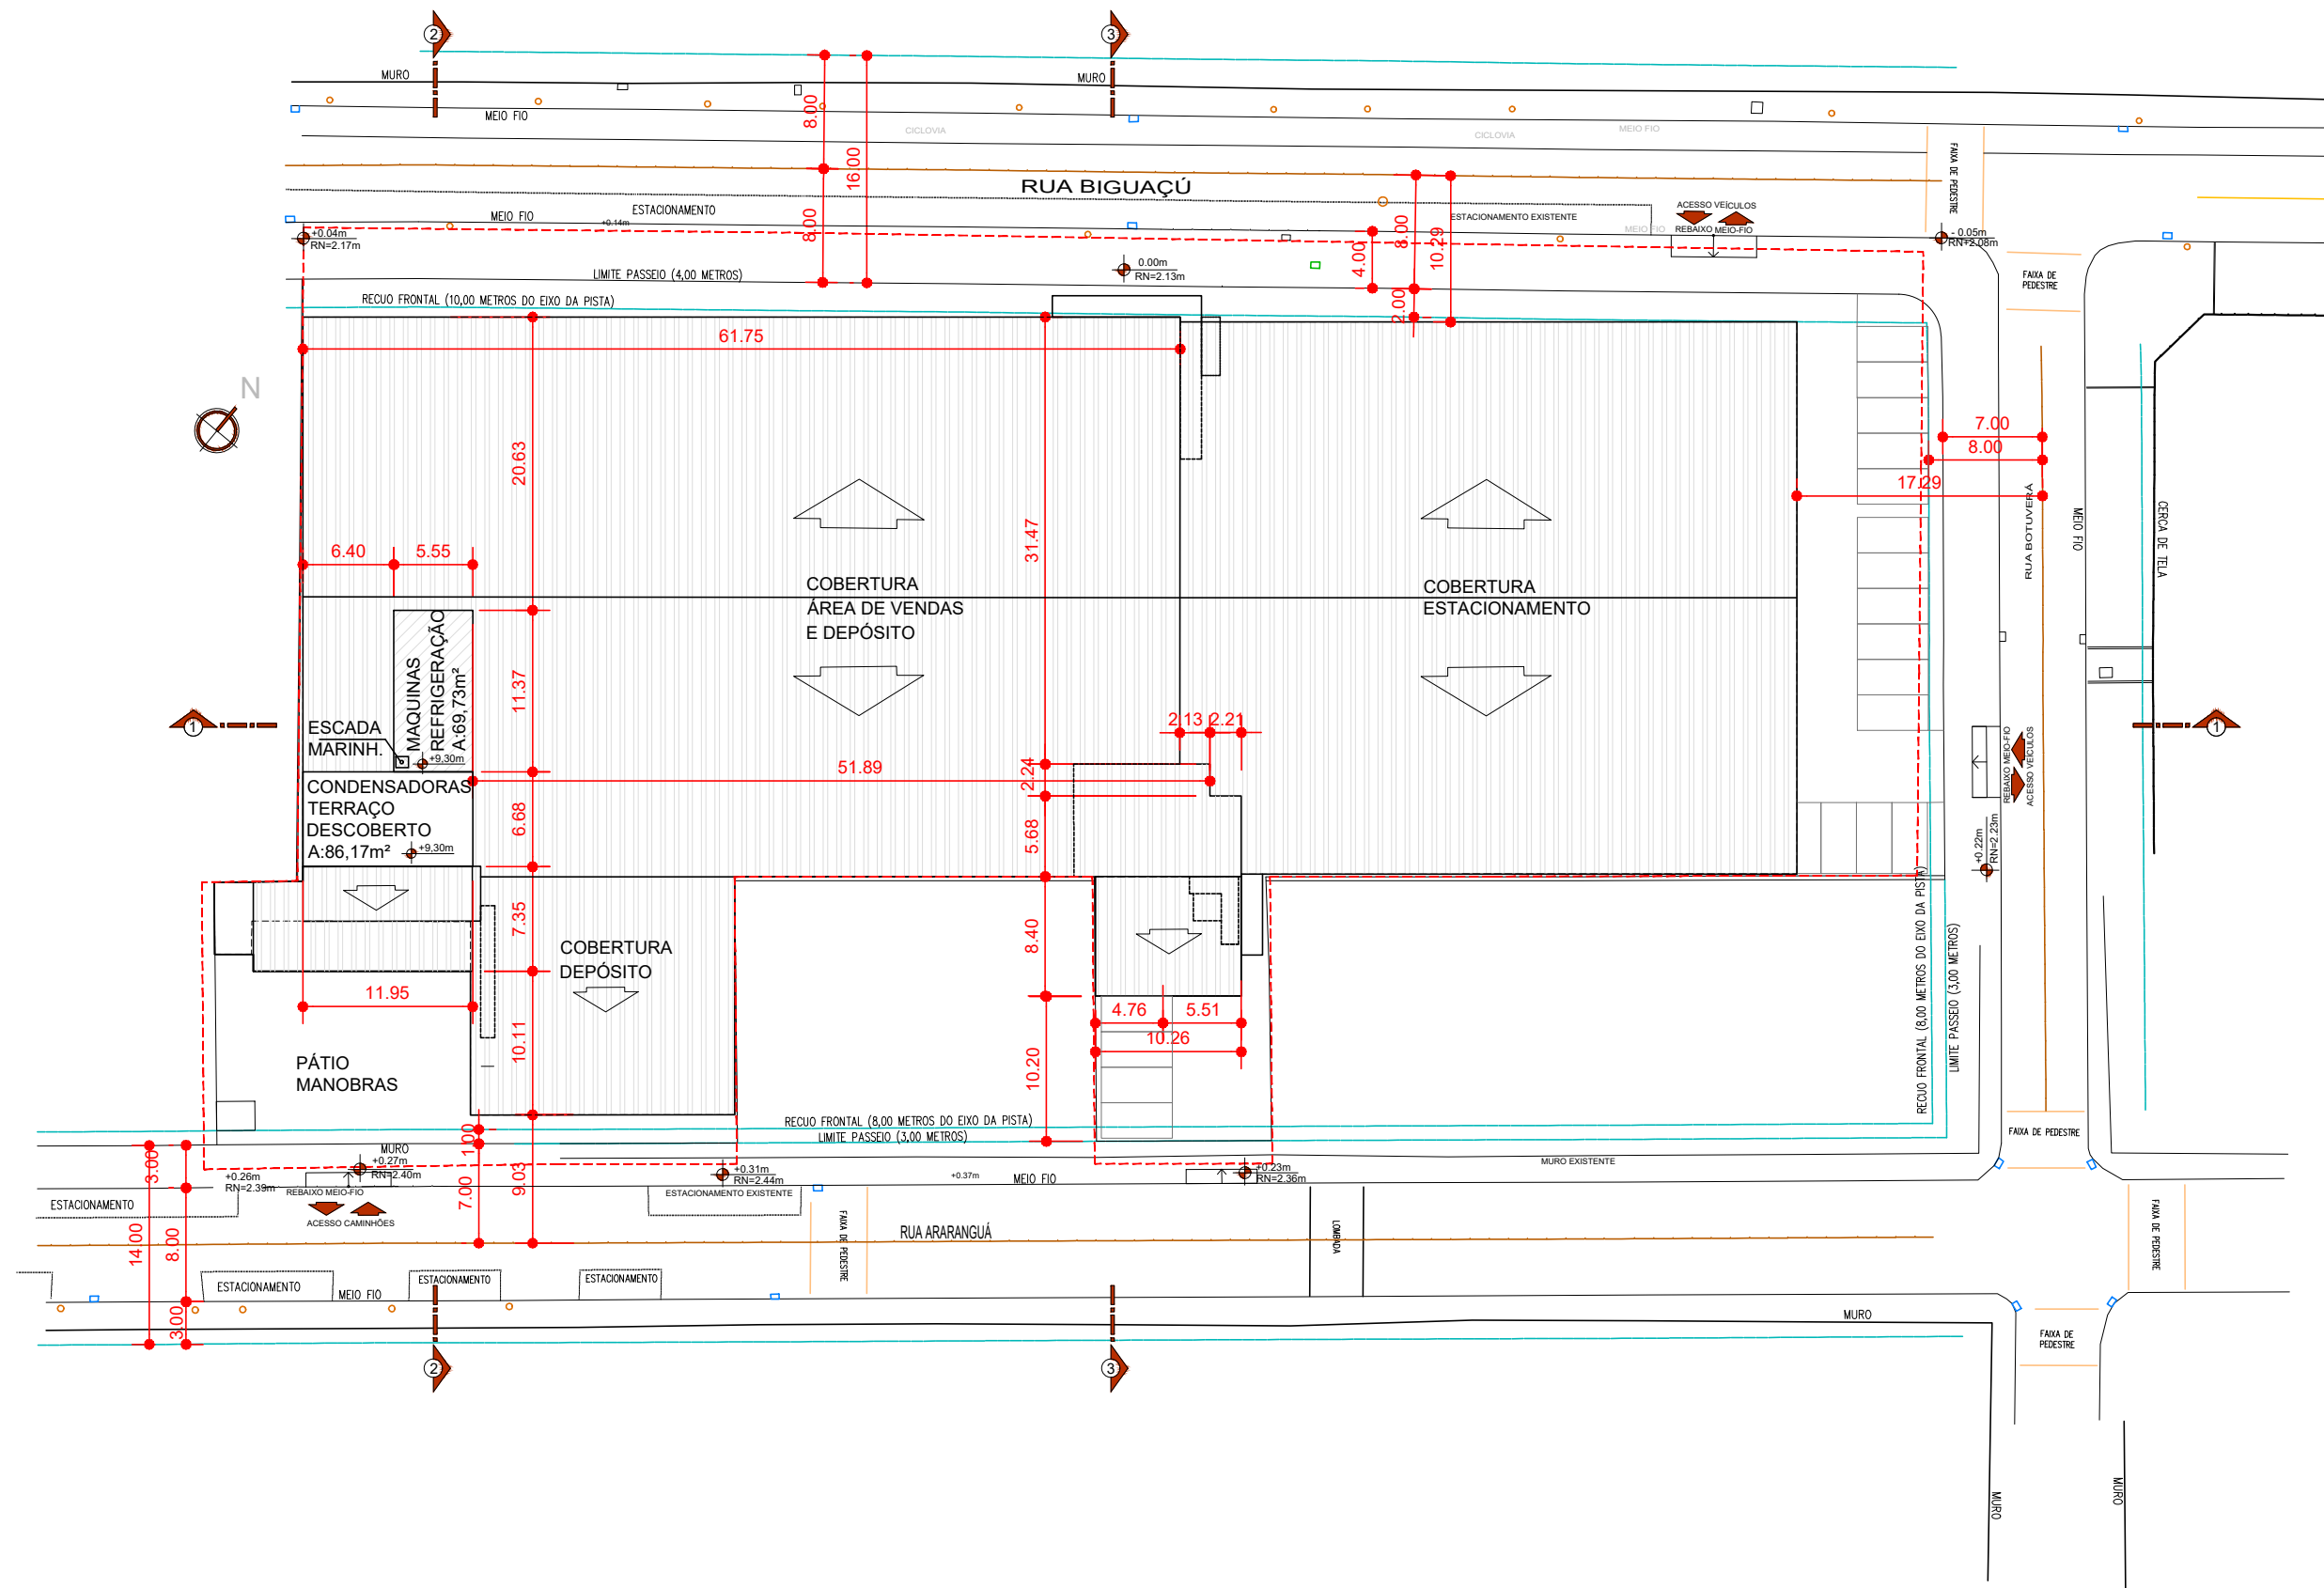 2
3
MURO
MURO
MEIO FIO
8.00
16.00
CICLOVIA
CICLOVIA
MEIO FIO
FAIXA DE PEDESTRE
RUA BIGUAÇÚ
ESTACIONAMENTO
MEIO FIO
+0.14m
8.00
ESTACIONAMENTO EXISTENTE
MEIO FIO
ACESSO VEÍCULOS
REBAIXO MEIO-FIO
+0.04m
RN=2.17m
- 0.05m
RN+2.08m
8.00
10.29
4.00
0.00m
RN=2.13m
LIMITE PASSEIO (4,00 METROS)
FAIXA DE
PEDESTRE
RECUO FRONTAL (10,00 METROS DO EIXO DA PISTA)
2.00
61.75
N
20.63
7.00
8.00
17.29
31.47
RUA BOTUVERÁ
MEIO FIO
CERCA DE TELA
6.40
5.55
COBERTURA
ÁREA DE VENDAS
E DEPÓSITO
COBERTURA
ESTACIONAMENTO
MAQUINAS
REFRIGERAÇÃO
A:69,73m²
11.37
ESCADA
MARINH.
+9,30m
1
1
2.13
2.21
51.89
2.24
REBAIXO MEIO-FIO
ACESSO VEÍCULOS
CONDENSADORAS
TERRAÇO
DESCOBERTO
A:86,17m²
+9,30m
6.68
5.68
+0.22m
RN=2.23m
7.35
8.40
COBERTURA
DEPÓSITO
RECUO FRONTAL (8,00 METROS DO EIXO DA PISTA)
LIMITE PASSEIO (3,00 METROS)
11.95
4.76
5.51
10.26
10.11
10.20
PÁTIO
MANOBRAS
RECUO FRONTAL (8,00 METROS DO EIXO DA PISTA)
LIMITE PASSEIO (3,00 METROS)
FAIXA DE PEDESTRE
1.00
3.00
MURO
+0.27m
RN=2.40m
+0.26m
RN=2.39m
+0.31m
RN=2.44m
+0.37m
MEIO FIO
+0.23m
RN=2.36m
MURO EXISTENTE
REBAIXO MEIO-FIO
ACESSO CAMINHÕES
ESTACIONAMENTO
ESTACIONAMENTO EXISTENTE
7.00
9.03
14.00
8.00
FAIXA DE PEDESTRE
RUA ARARANGUÁ
LOMBADA
FAIXA DE PEDESTRE
ESTACIONAMENTO
ESTACIONAMENTO
ESTACIONAMENTO
MEIO FIO
3.00
MURO
FAIXA DE
PEDESTRE
2
3
MURO
MURO